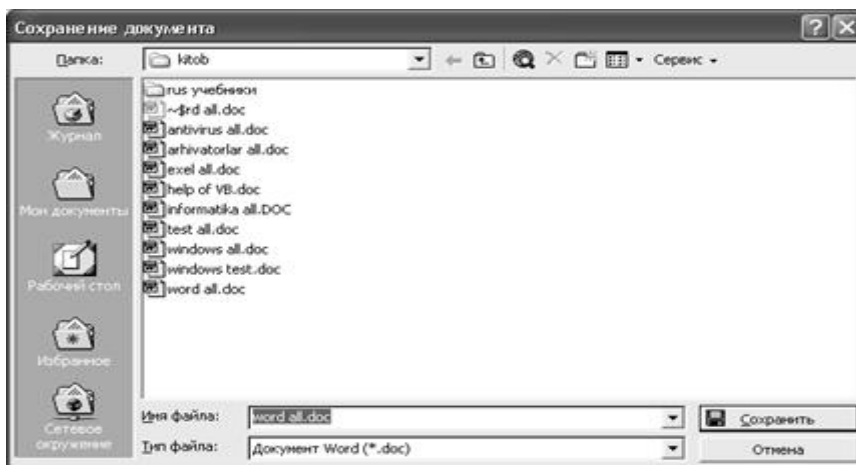 Сохранение документа
Папка: kitob Сервис
rus учебники
~$rd all.doc
antivirus all.doc
arhivatorlar all.doc
exel all.doc
help of VB.doc
informatika all.DOC
test all.doc
windows all.doc
windows test.doc
word all.doc
Журнал
Мои документы
Рабочий стол
Избранное
Сетевое
окружение
Имя файла: word all.doc Сохранить
Тип файла: Документ Word (*.doc) Отмена